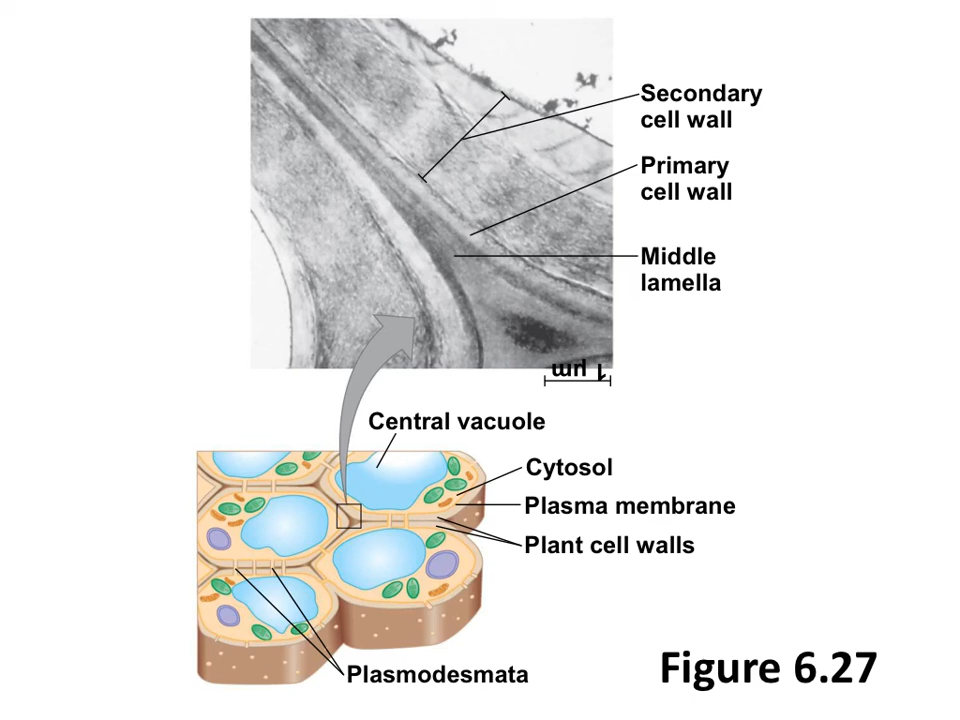 Secondary
cell wall
Primary
cell wall
Middle
lamella
1 µm
Central vacuole
Cytosol
Plasma membrane
Plant cell walls
Plasmodesmata
Figure 6.27